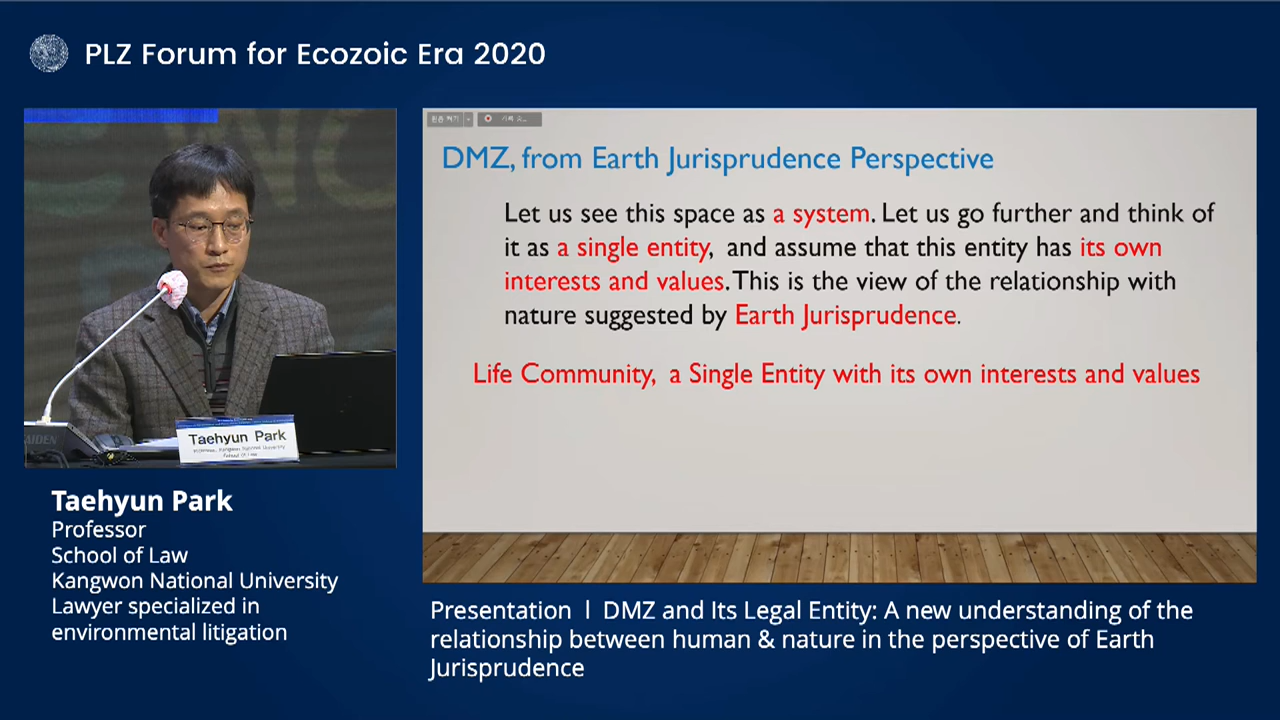 PLZ Forum for Ecozoic Era 2020
DMZ, from Earth Jurisprudence Perspective
Let us see this space as a system. Let us go further and think of
it as a single entity, and assume that this entity has its own
interests and values. This is the view of the relationship with
nature suggested by Earth Jurisprudence.
Life Community, a Single Entity with its own interests and values
Taehyun Park
Taehyun Park
Professor
School of Law
Kangwon National University
Lawyer specialized in
environmental litigation
Presentation l DMZ and Its Legal Entity: A new understanding of the
relationship between human & nature in the perspective of Earth
Jurisprudence